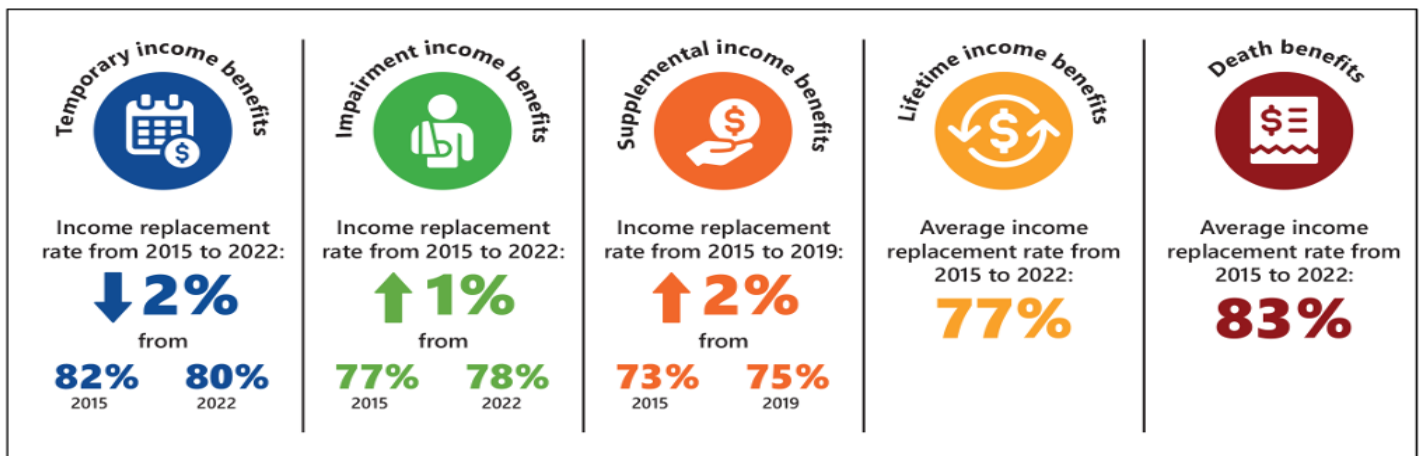 Temporary income benefits
Income replacement
rate from 2015 to 2022:
2%
from
82% 80%
2015 2022
Impairment income benefits
Income replacement
rate from 2015 to 2022:
1%
from
77% 78%
2015 2022
Supplemental income benefits
Income replacement
rate from 2015 to 2019:
2%
from
73% 75%
2015 2019
Lifetime income benefits
Average income
replacement rate from
2015 to 2022:
77%
Death benefits
Average income
replacement rate from
2015 to 2022:
83%